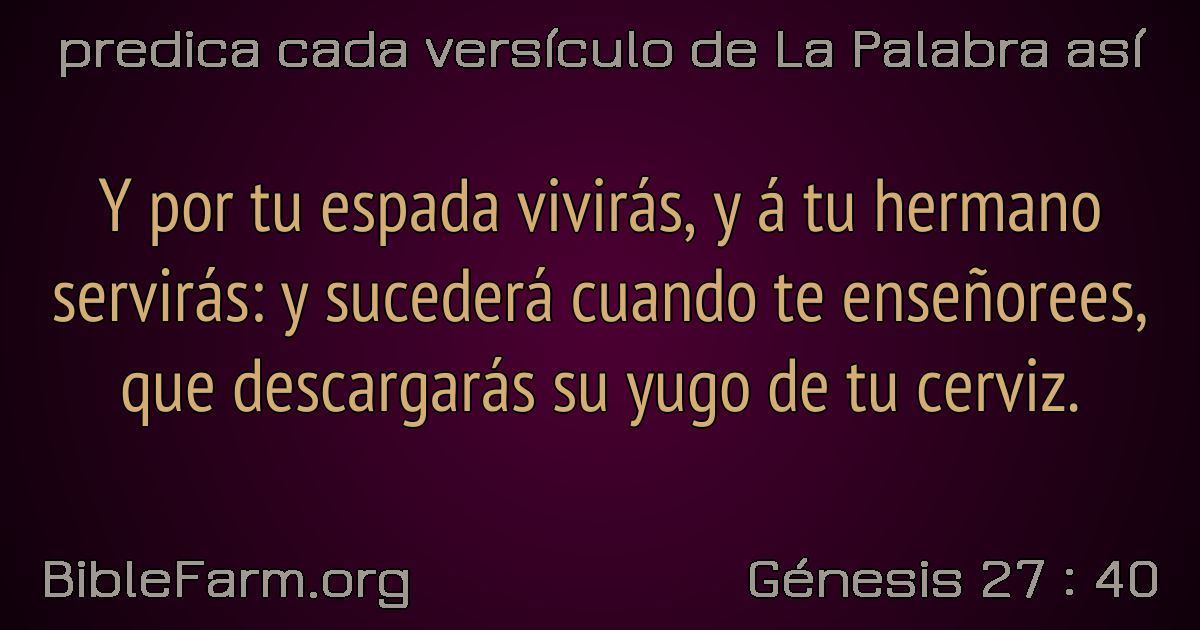 predica cada versículo de La Palabra así
Y por tu espada vivirás, y á tu hermano
servirás: y sucederá cuando te enseñorees,
que descargarás su yugo de tu cerviz.
BibleFarm.org
Génesis 27 : 40